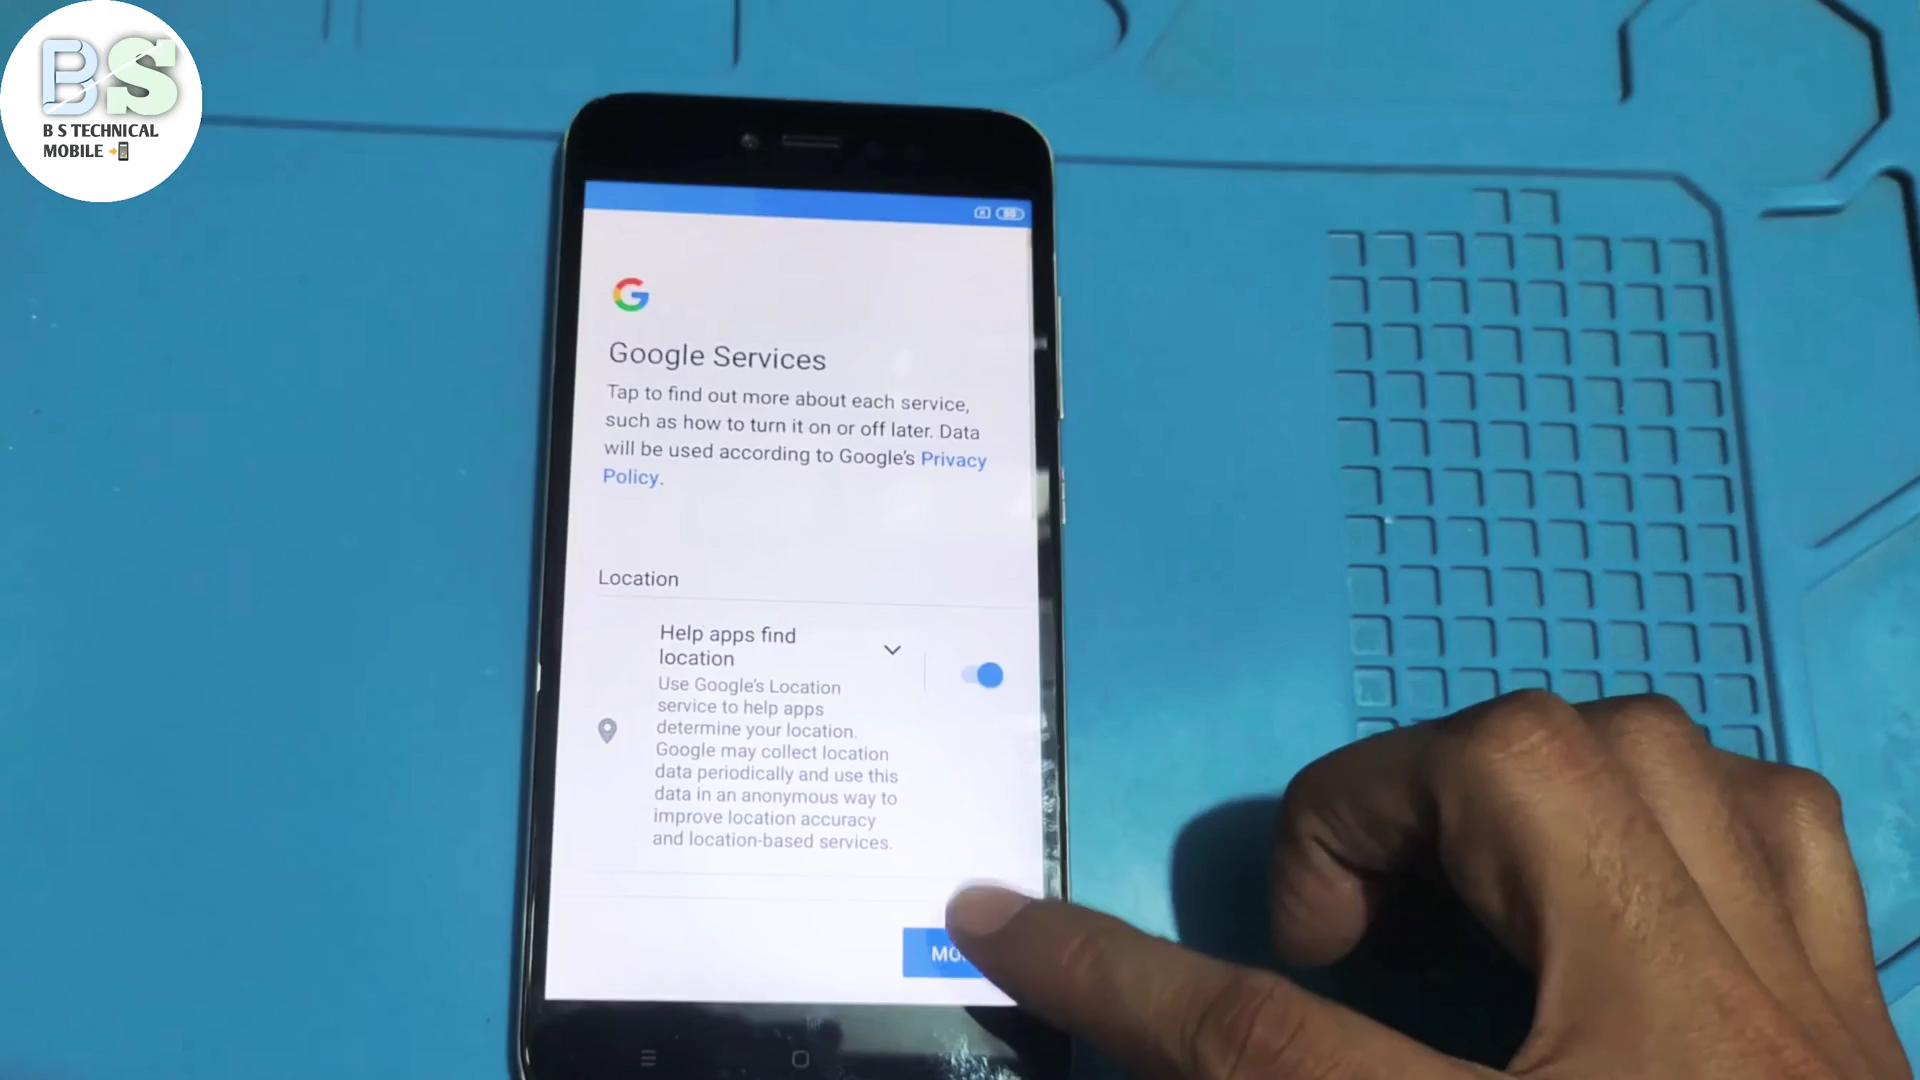 BS
B S TECHNICAL
MOBILE
Google Services
Tap to find out more about each service,
such as how to turn it on or off later. Data
will be used according to Google's Privacy
Policy.
Location
Help apps find
location
Use Google's Location
service to help apps
determine your location.
Google may collect location
data periodically and use this
data in an anonymous way to
improve location accuracy
and location-based services.